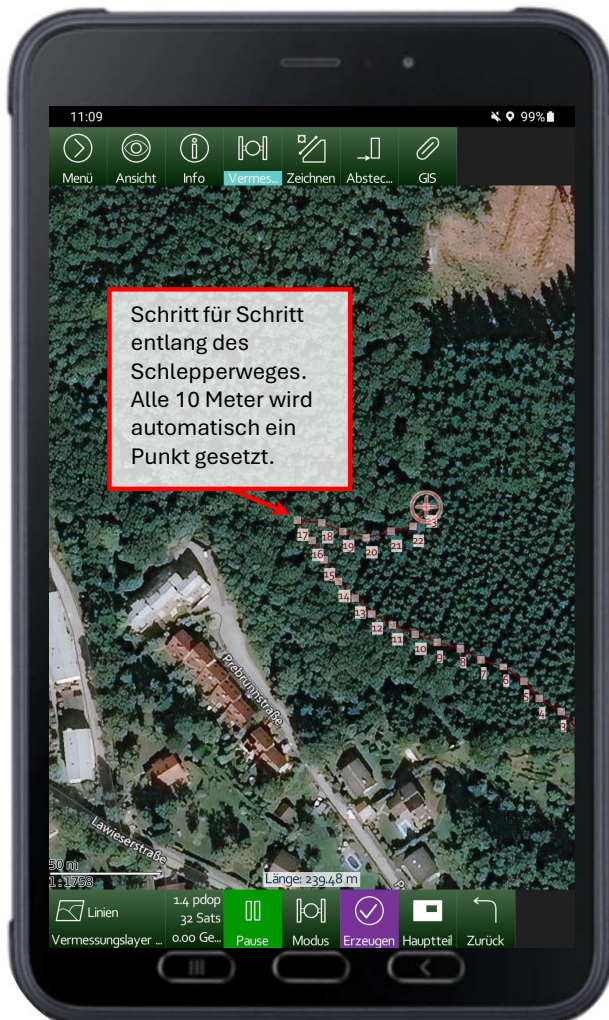 11:09
99%
Menü
Ansicht
Info
Vermes...
Zeichnen
Abstec...
GIS
Schritt für Schritt
entlang des
Schlepperweges.
Alle 10 Meter wird
automatisch ein
Punkt gesetzt.
17
18
19
20
21
22
16
15
14
13
12
11
10
9
8
7
6
5
4
3
Prebrunnstraße
Lawieserstraße
50 m
1:1758
Länge: 239.48 m
Linien
Vermessungslayer ...
1.4 pdop
32 Sats
0.00 Ge...
Pause
Modus
Erzeugen
Hauptteil
Zurück